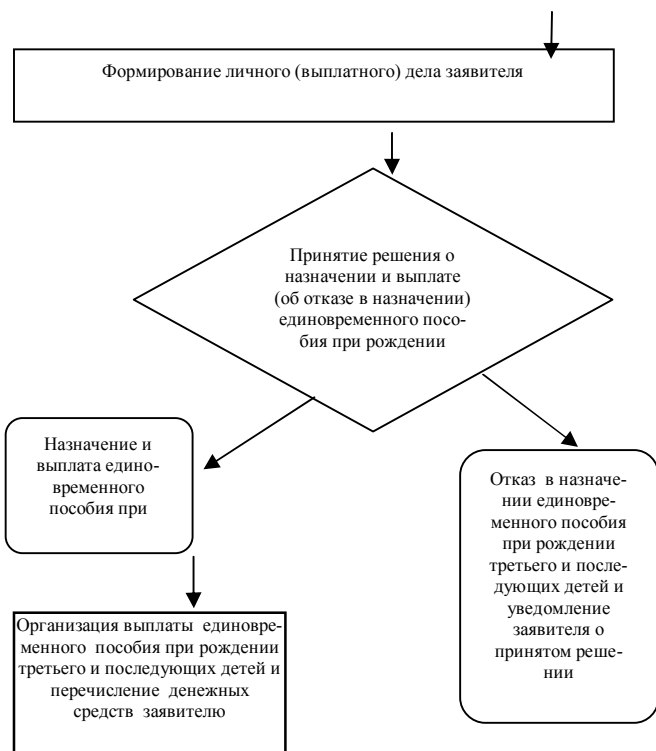 Формирование личного (выплатного) дела заявителя
Принятие решения о
назначении и выплате
(об отказе в назначении)
единовременного посо-
бия при рождении
Назначение и
выплата едино-
временного
пособия при
Отказ в назначе-
нии единовре-
менного пособия
при рождении
третьего и после-
дующих детей и
уведомление
заявителя о
принятом реше-
нии
Организация выплаты единовре-
менного пособия при рождении
третьего и последующих детей и
перечисление денежных
средств заявителю